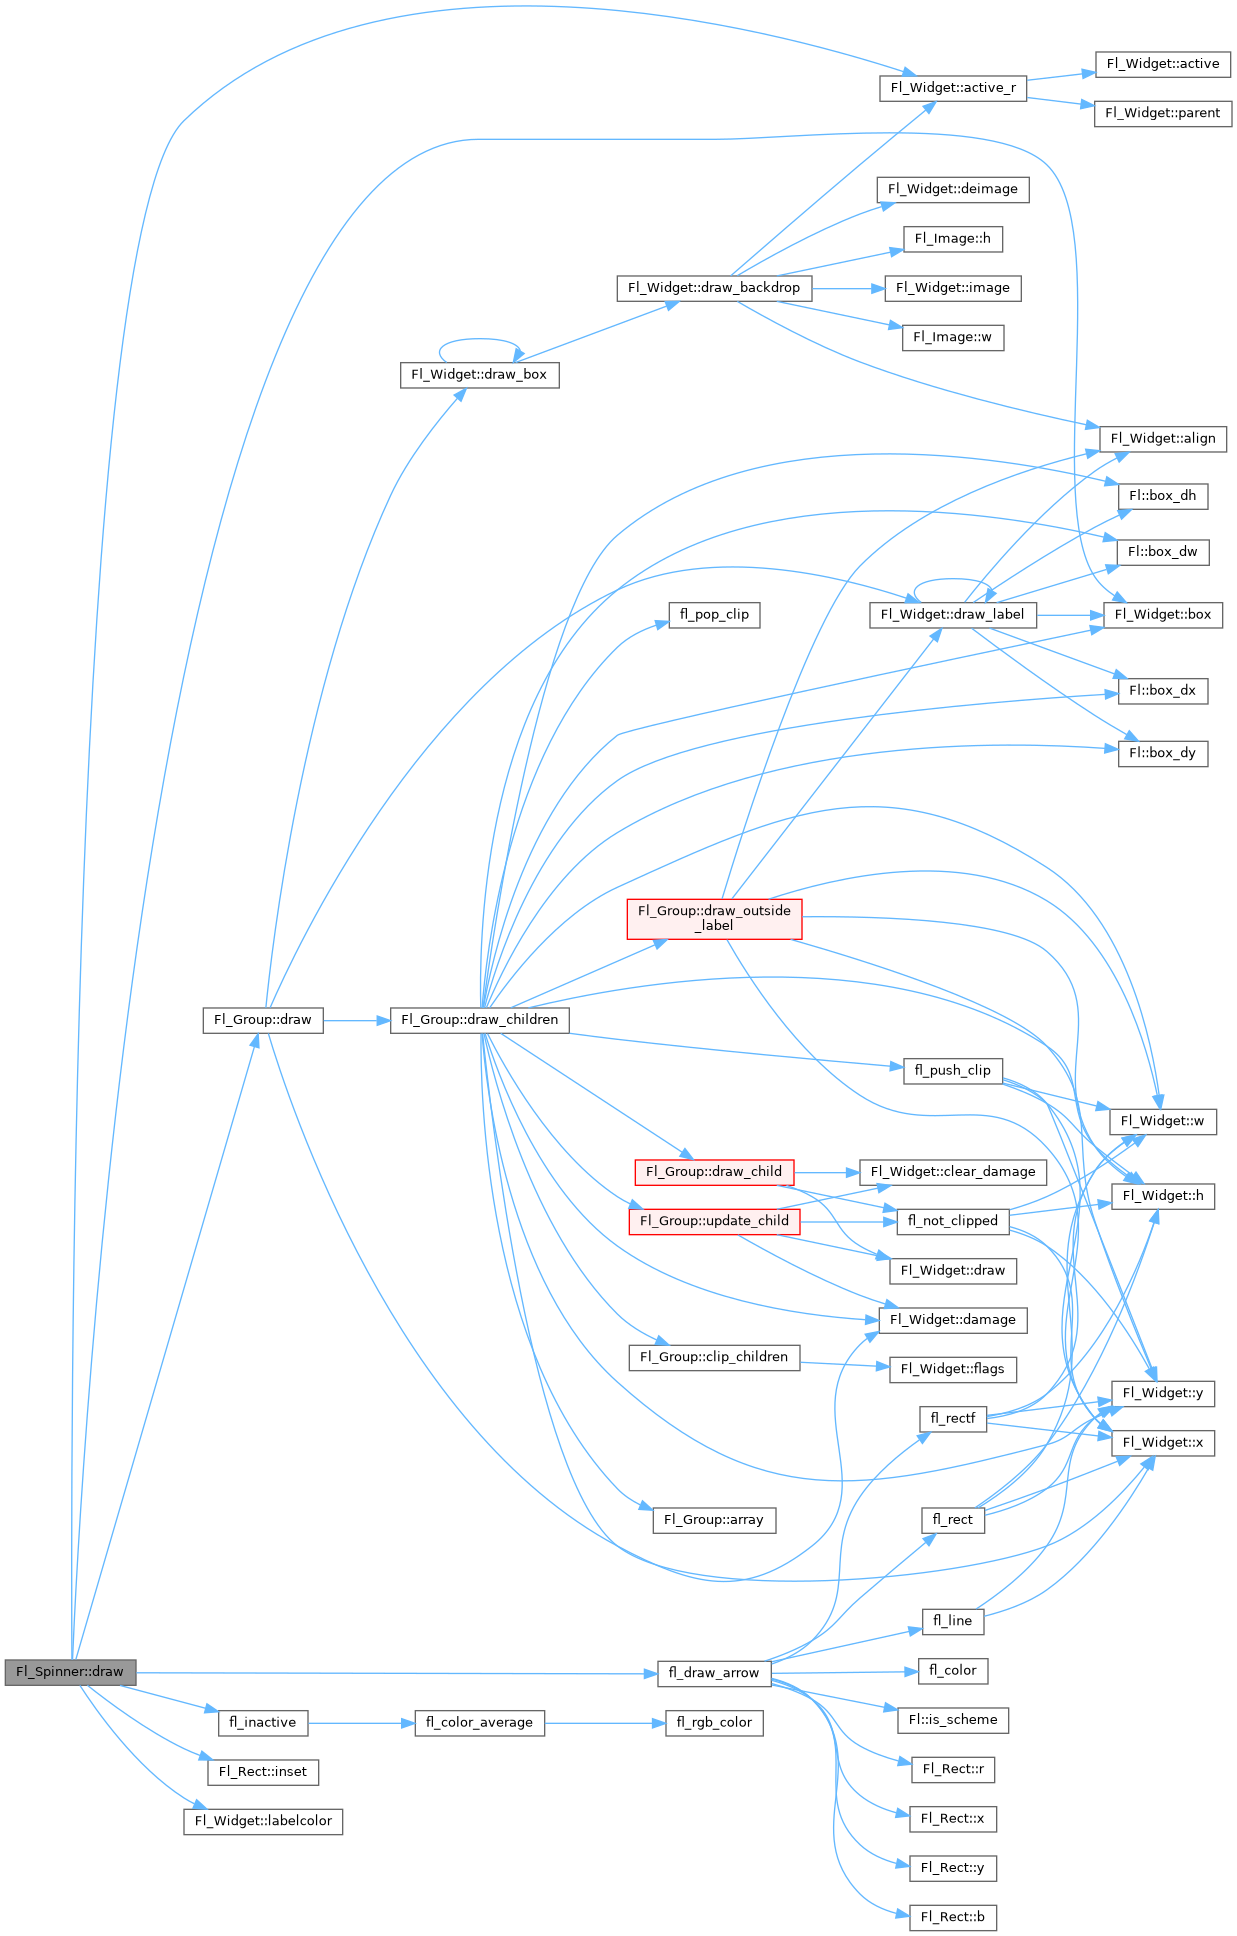 Fl_Widget::active
Fl_Widget::active_r
Fl_Widget::parent
Fl_Widget::deimage
Fl_Image::h
Fl_Widget::draw_backdrop
Fl_Widget::image
Fl_Image::w
Fl_Widget::draw_box
Fl_Widget::align
Fl::box_dh
Fl::box_dw
fl_pop_clip
Fl_Widget::draw_label
Fl_Widget::box
Fl::box_dx
Fl::box_dy
Fl_Group::draw_outside
_label
Fl_Group::draw
Fl_Group::draw_children
fl_push_clip
Fl_Widget::w
Fl_Group::draw_child
Fl_Widget::clear_damage
Fl_Widget::h
Fl_Group::update_child
fl_not_clipped
Fl_Widget::draw
Fl_Widget::damage
Fl_Group::clip_children
Fl_Widget::flags
Fl_Widget::y
fl_rectf
Fl_Widget::x
Fl_Group::array
fl_rect
fl_line
Fl_Spinner::draw
fl_draw_arrow
fl_color
fl_inactive
fl_color_average
fl_rgb_color
Fl::is_scheme
Fl_Rect::inset
Fl_Rect::r
Fl_Widget::labelcolor
Fl_Rect::x
Fl_Rect::y
Fl_Rect::b